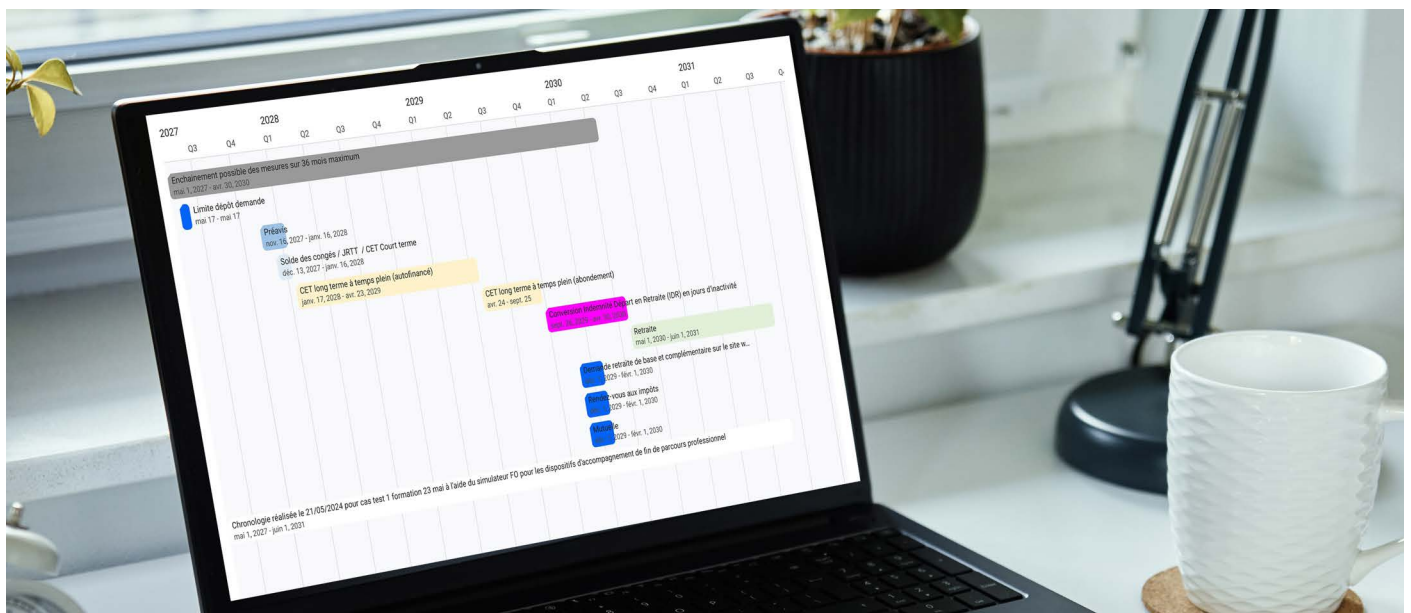 2027
2028
2029
2030
2031
Q3
Q4
Q1
Q2
Q3
Q4
Q1
Q2
Q3
Q4
Q1
Q2
Q3
Q4
Q1
Q2
Q3
Enchainement possible des mesures sur 36 mois maximum
mai 1, 2027 - avr. 30, 2030
Limite dépôt demande
mai 17 - mai 17
Préavis
nov. 16, 2027 - janv. 16, 2028
Solde des congés / JRTT / CET Court terme
déc. 13, 2027 - janv. 16, 2028
CET long terme à temps plein (autofinancé)
janv. 17, 2028 - avr. 23, 2029
CET long terme à temps plein (abondement)
avr. 24 - sept. 25
Conversion Indemnité Départ en Retraite (IDR) en jours d'inactivité
Retraite
mai 1, 2030 - juin 1, 2031
Demande retraite de base et complémentaire sur le site w...
2029 - févr. 1, 2030
Rendez-vous aux impôts
2029 - févr. 1, 2030
Mutuelle
2029 - févr. 1, 2030
Chronologie réalisée le 21/05/2024 pour cas test 1 formation 23 mai à l'aide du simulateur FO pour les dispositifs d'accompagnement de fin de parcours professionnel
mai 1, 2027 - juin 1, 2031